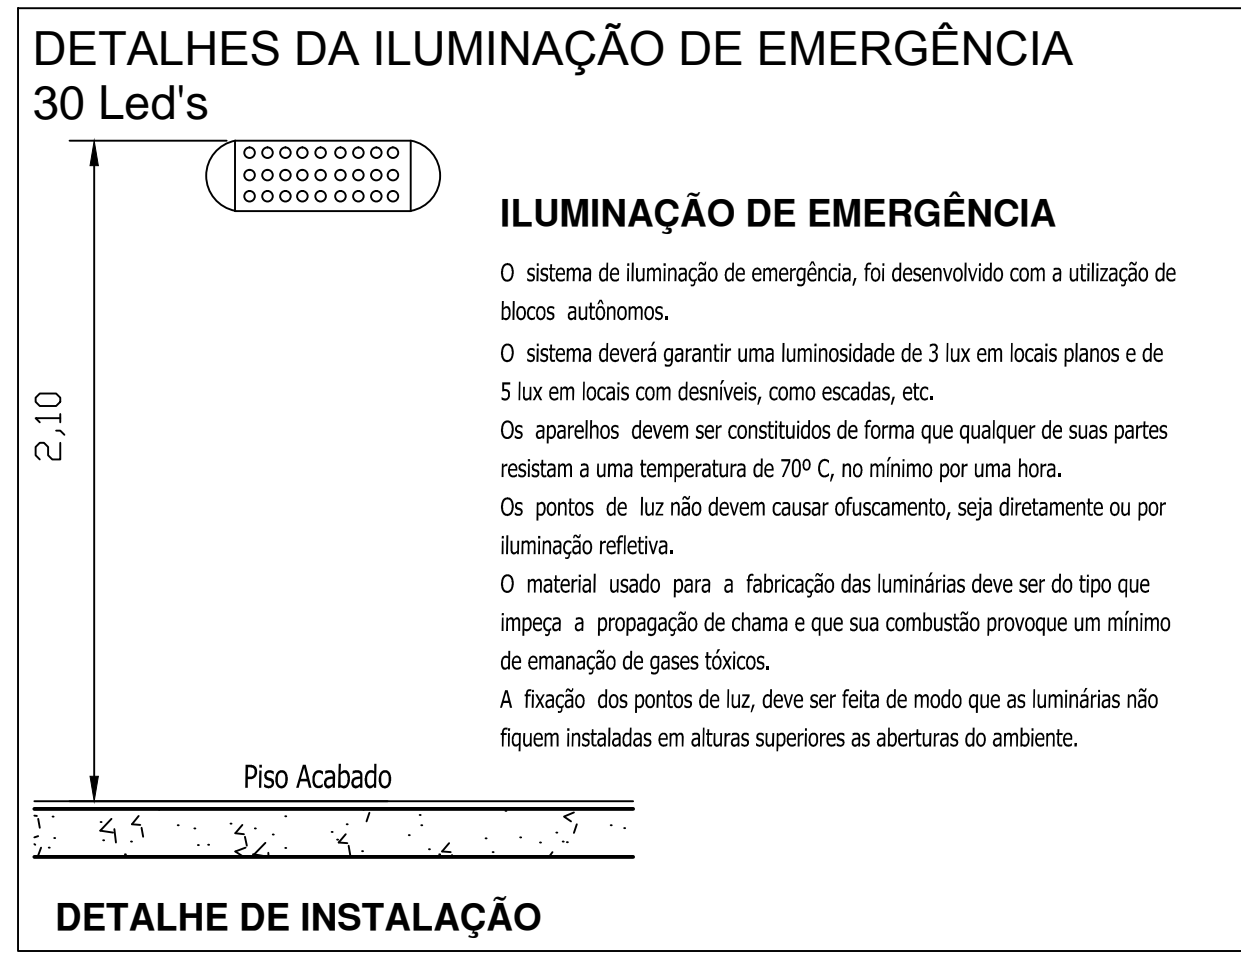 DETALHES DA ILUMINAÇÃO DE EMERGÊNCIA
30 Led's
ILUMINAÇÃO DE EMERGÊNCIA
O sistema de iluminação de emergência, foi desenvolvido com a utilização de
blocos autônomos.
O sistema deverá garantir uma luminosidade de 3 lux em locais planos e de
5 lux em locais com desníveis, como escadas, etc.
Os aparelhos devem ser constituidos de forma que qualquer de suas partes
resistam a uma temperatura de 70º C, no mínimo por uma hora.
Os pontos de luz não devem causar ofuscamento, seja diretamente ou por
iluminação refletiva.
O material usado para a fabricação das luminárias deve ser do tipo que
impeça a propagação de chama e que sua combustão provoque um mínimo
de emanação de gases tóxicos.
A fixação dos pontos de luz, deve ser feita de modo que as luminárias não
fiquem instaladas em alturas superiores as aberturas do ambiente.
2,10
Piso Acabado
DETALHE DE INSTALAÇÃO